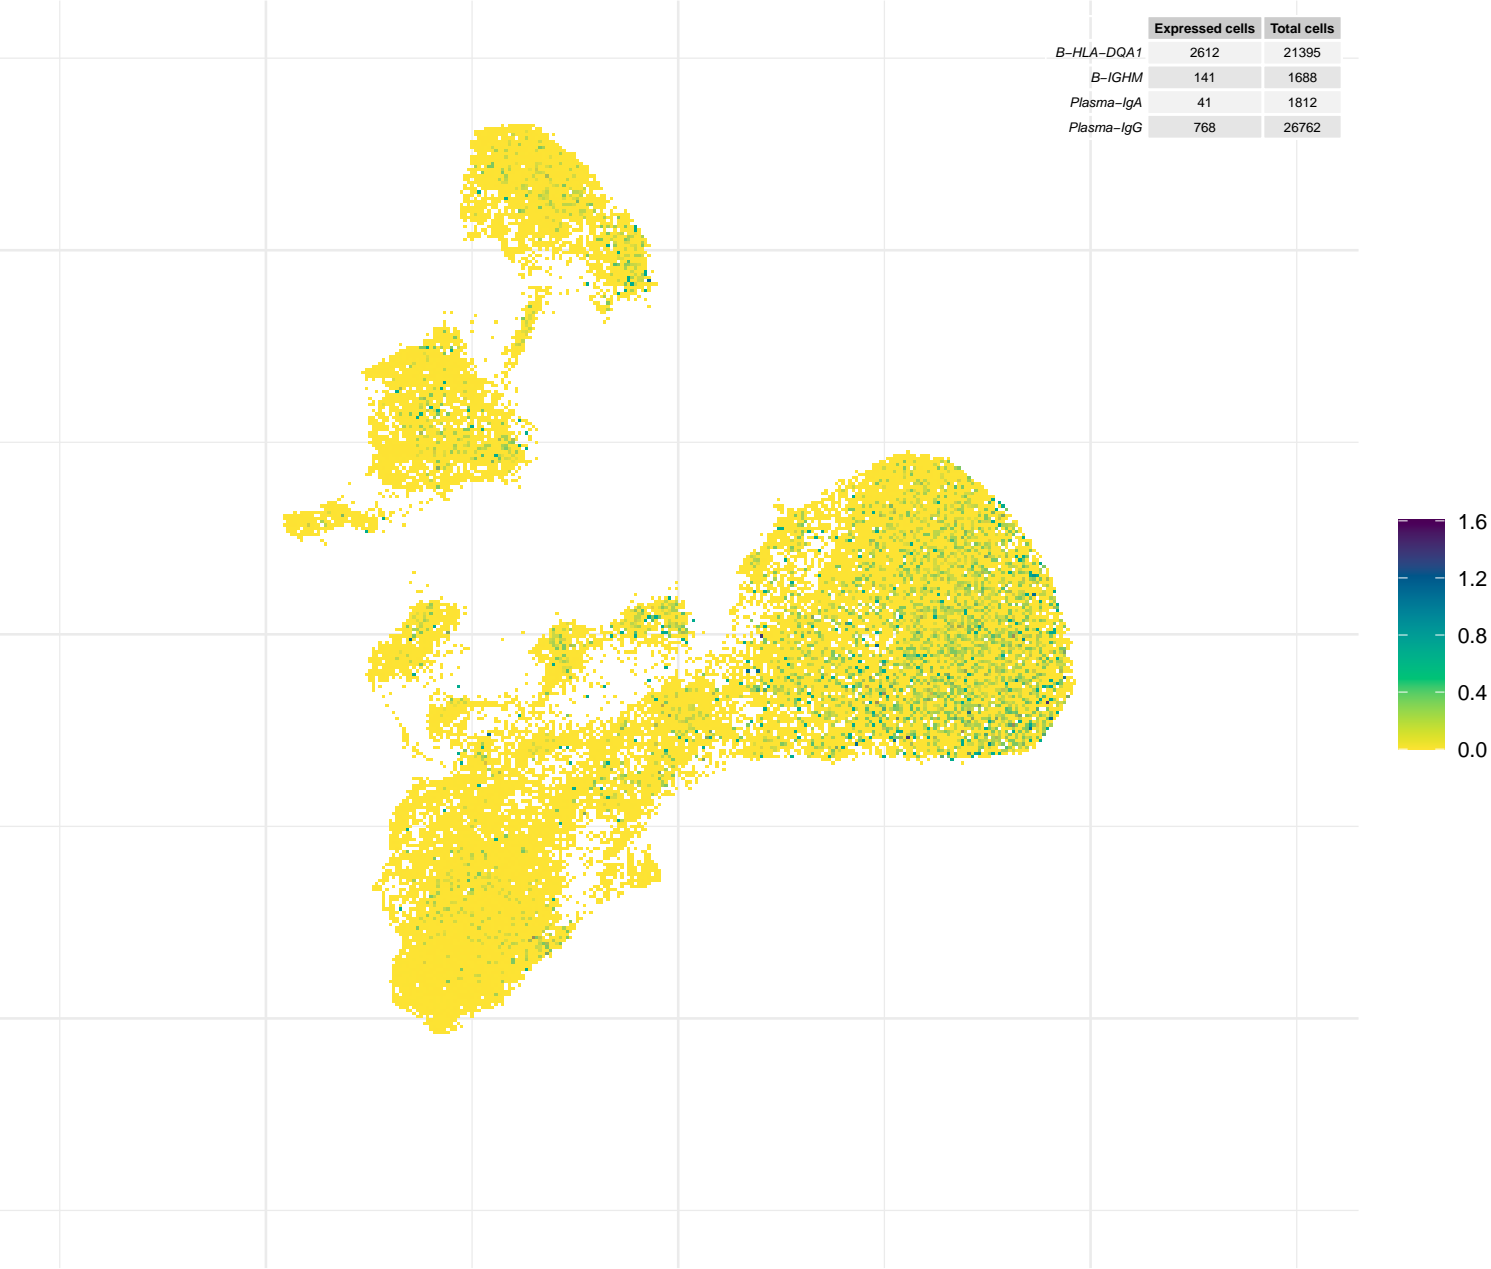 Expressed cells Total cells
B−HLA−DQA1 2612 21395
B−IGHM 141 1688
Plasma−IgA 41 1812
Plasma−IgG 768 26762
1.6
1.2
0.8
0.4
0.0